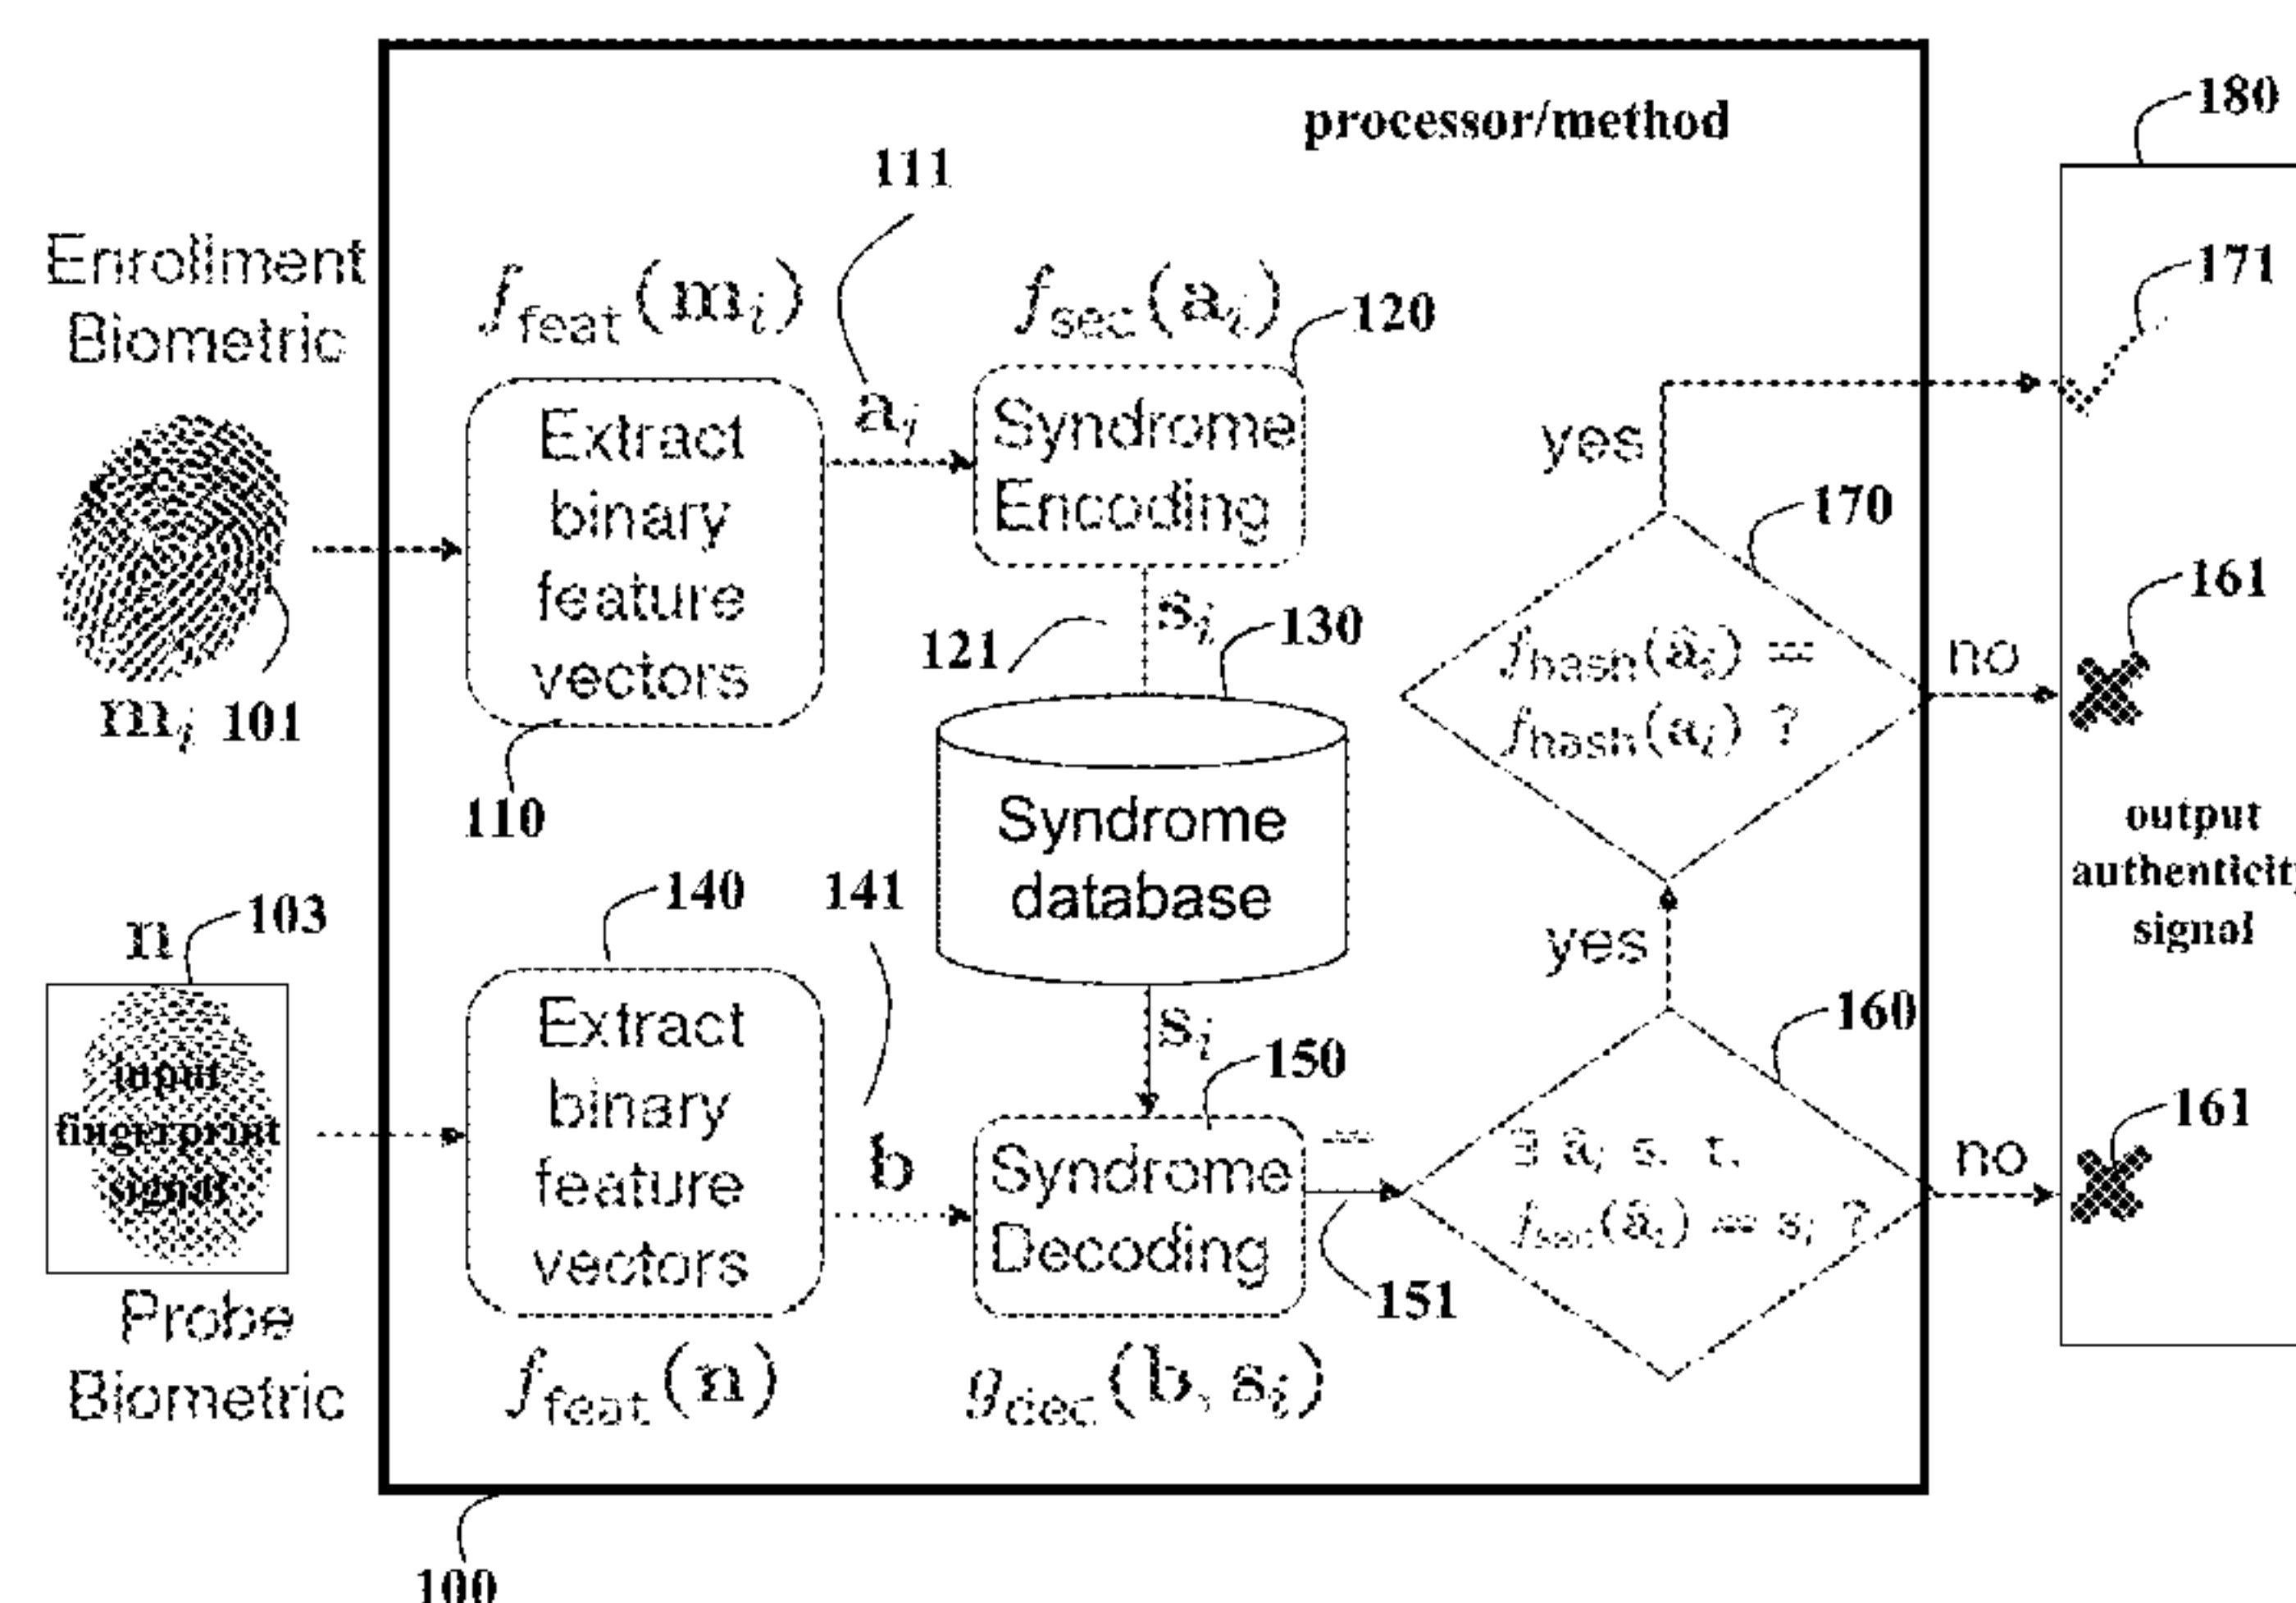 processor/method
180
111
171
Enrollment
Biometric
f_feat(m_i)
f_sec(a_i)
120
Extract
binary
feature
vectors
a_i
Syndrome
Encoding
yes
170
161
s_i
121
130
f_hash(â_i) =
f_hash(a_i) ?
no
m_i 101
110
Syndrome
database
output
authenticity
signal
n
103
140
141
yes
160
input
fingerprint
signal
Extract
binary
feature
vectors
s_i
150
b
Syndrome
Decoding
=
∃ â_i s. t.
f_sec(â_i) = s_i ?
161
no
151
Probe
Biometric
f_feat(n)
g_dec(b, s_i)
100